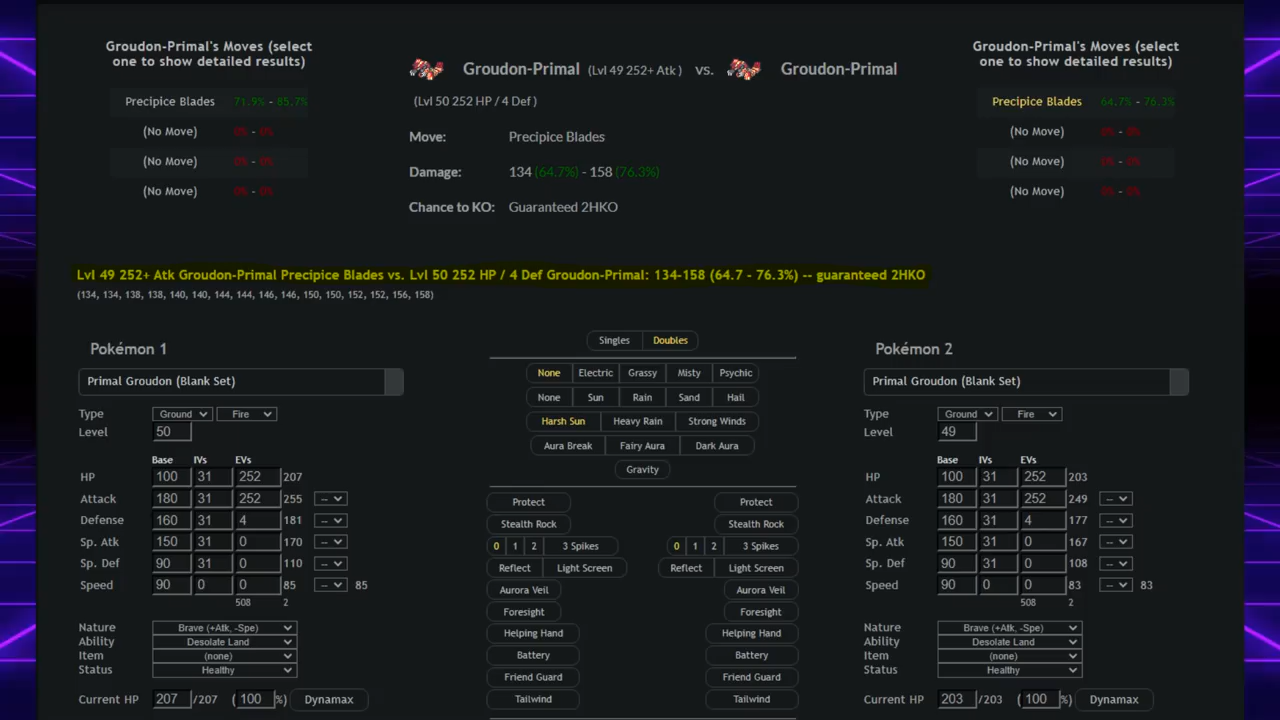 Groudon-Primal's Moves (select
one to show detailed results)
Precipice Blades 71.9% - 85.7%
(No Move) 0% - 0%
(No Move) 0% - 0%
(No Move) 0% - 0%
Groudon-Primal (Lvl 49 252+ Atk ) vs. Groudon-Primal
(Lvl 50 252 HP / 4 Def )
Move: Precipice Blades
Damage: 134 (64.7%) - 158 (76.3%)
Chance to KO: Guaranteed 2HKO
Groudon-Primal's Moves (select
one to show detailed results)
Precipice Blades 64.7% - 76.3%
(No Move) 0% - 0%
(No Move) 0% - 0%
(No Move) 0% - 0%
Lvl 49 252+ Atk Groudon-Primal Precipice Blades vs. Lvl 50 252 HP / 4 Def Groudon-Primal: 134-158 (64.7 - 76.3%) -- guaranteed 2HKO
(134, 134, 138, 138, 140, 140, 144, 144, 146, 146, 150, 150, 152, 152, 156, 158)
Pokémon 1
Primal Groudon (Blank Set)
Type Ground Fire
Level 50
Base IVs EVs
HP 100 31 252 207
Attack 180 31 252 255 --
Defense 160 31 4 181 --
Sp. Atk 150 31 0 170 --
Sp. Def 90 31 0 110 --
Speed 90 0 0 85 -- 85
508 2
Nature Brave (+Atk, -Spe)
Ability Desolate Land
Item (none)
Status Healthy
Current HP 207 /207 ( 100 %) Dynamax
Singles Doubles
None Electric Grassy Misty Psychic
None Sun Rain Sand Hail
Harsh Sun Heavy Rain Strong Winds
Aura Break Fairy Aura Dark Aura
Gravity
Protect Protect
Stealth Rock Stealth Rock
0 1 2 3 Spikes 0 1 2 3 Spikes
Reflect Light Screen Reflect Light Screen
Aurora Veil Aurora Veil
Foresight Foresight
Helping Hand Helping Hand
Battery Battery
Friend Guard Friend Guard
Tailwind Tailwind
Pokémon 2
Primal Groudon (Blank Set)
Type Ground Fire
Level 49
Base IVs EVs
HP 100 31 252 203
Attack 180 31 252 249 --
Defense 160 31 4 177 --
Sp. Atk 150 31 0 167 --
Sp. Def 90 31 0 108 --
Speed 90 0 0 83 -- 83
508 2
Nature Brave (+Atk, -Spe)
Ability Desolate Land
Item (none)
Status Healthy
Current HP 203 /203 ( 100 %) Dynamax